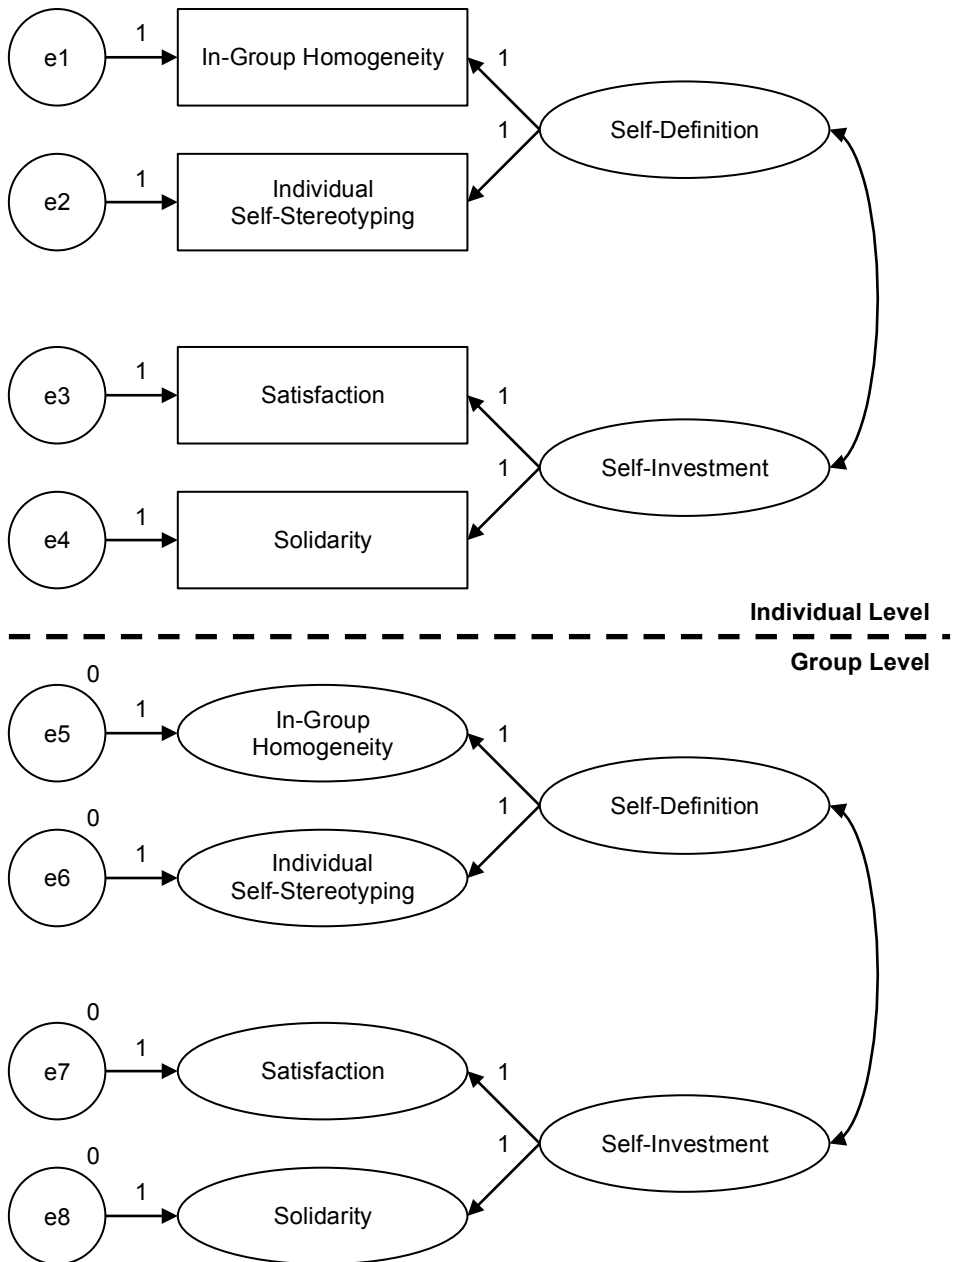 e1
1
In-Group Homogeneity
1
Self-Definition
1
e2
1
Individual
Self-Stereotyping
e3
1
Satisfaction
1
Self-Investment
1
e4
1
Solidarity
Individual Level
Group Level
0
e5
1
In-Group
Homogeneity
1
Self-Definition
1
0
e6
1
Individual
Self-Stereotyping
0
e7
1
Satisfaction
1
Self-Investment
1
0
e8
1
Solidarity